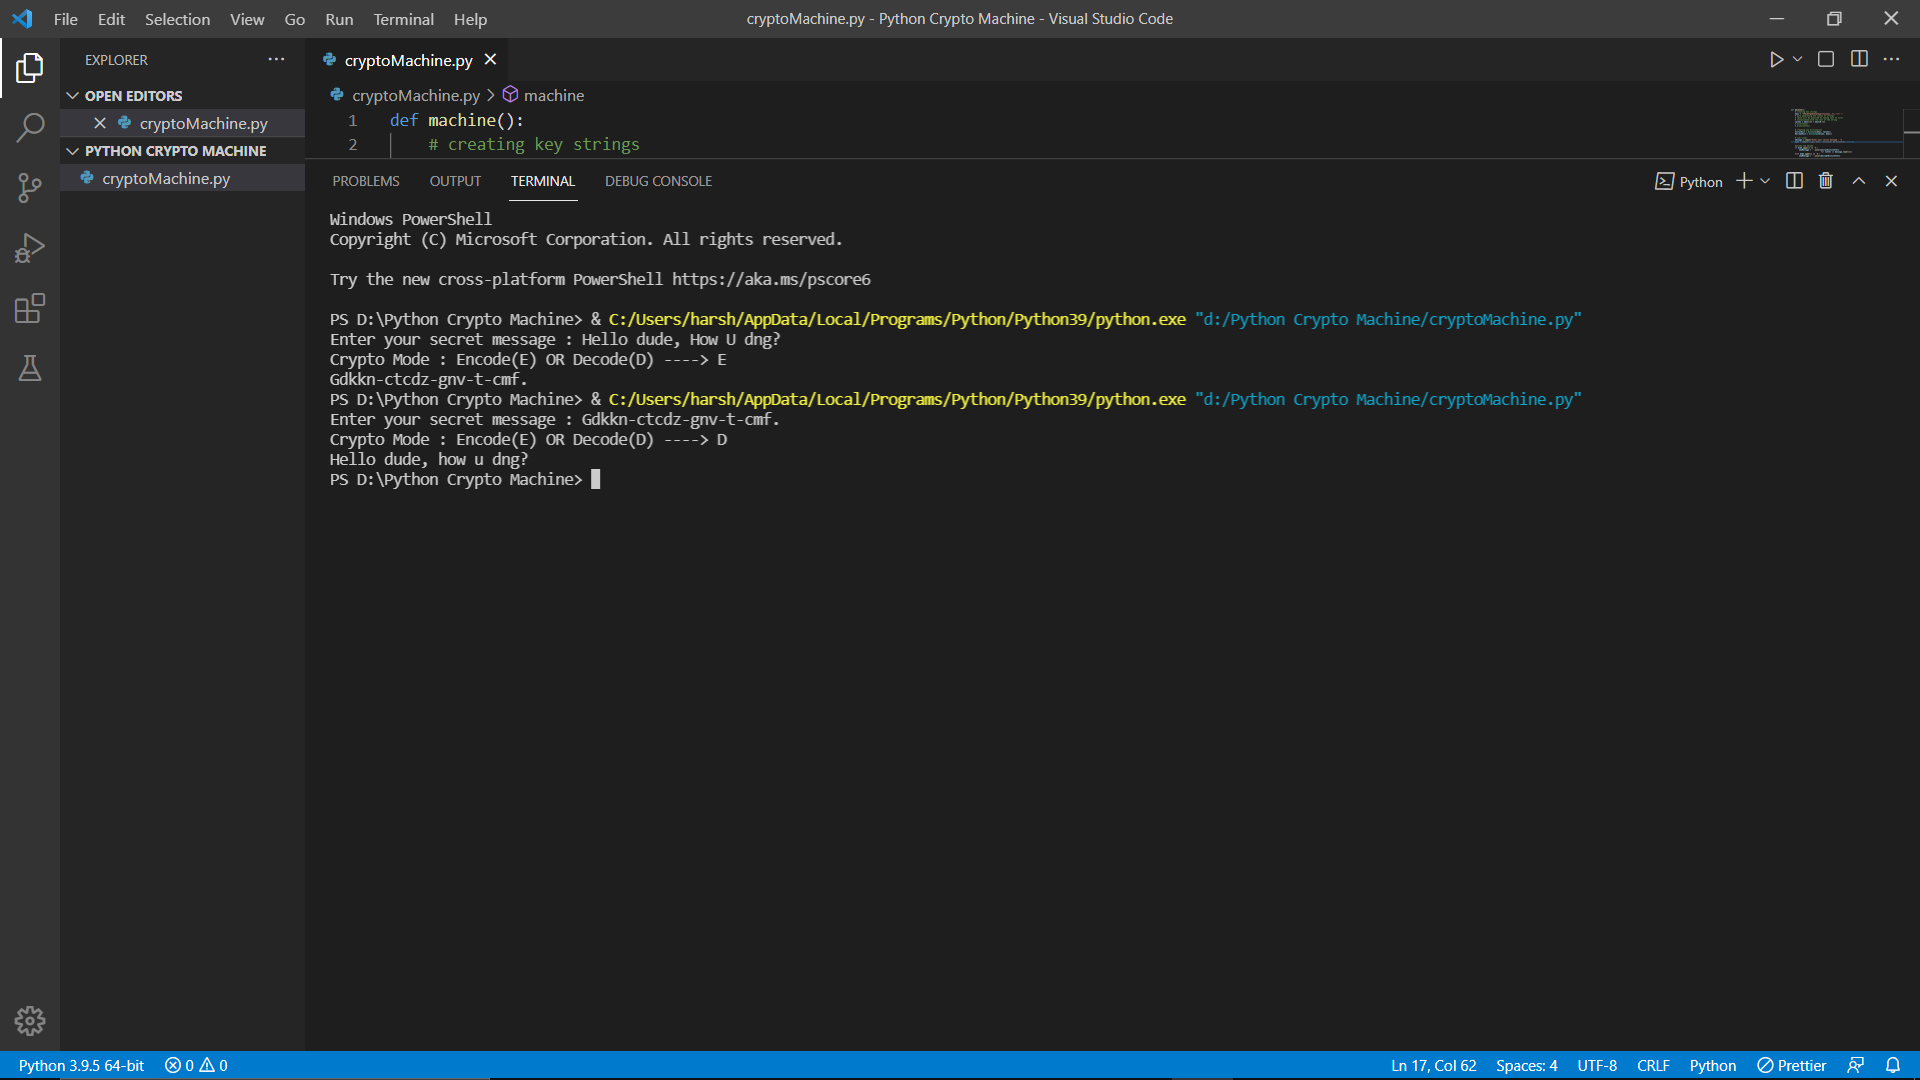 File Edit Selection View Go Run Terminal Help
cryptoMachine.py - Python Crypto Machine - Visual Studio Code
EXPLORER
OPEN EDITORS
cryptoMachine.py
PYTHON CRYPTO MACHINE
cryptoMachine.py
cryptoMachine.py
cryptoMachine.py > machine
1 def machine():
2 # creating key strings
PROBLEMS OUTPUT TERMINAL DEBUG CONSOLE
Python
Windows PowerShell
Copyright (C) Microsoft Corporation. All rights reserved.
Try the new cross-platform PowerShell https://aka.ms/pscore6
PS D:\Python Crypto Machine> & C:/Users/harsh/AppData/Local/Programs/Python/Python39/python.exe "d:/Python Crypto Machine/cryptoMachine.py"
Enter your secret message : Hello dude, How U dng?
Crypto Mode : Encode(E) OR Decode(D) ----> E
Gdkkn-ctcdz-gnv-t-cmf.
PS D:\Python Crypto Machine> & C:/Users/harsh/AppData/Local/Programs/Python/Python39/python.exe "d:/Python Crypto Machine/cryptoMachine.py"
Enter your secret message : Gdkkn-ctcdz-gnv-t-cmf.
Crypto Mode : Encode(E) OR Decode(D) ----> D
Hello dude, how u dng?
PS D:\Python Crypto Machine>
Python 3.9.5 64-bit 0 0
Ln 17, Col 62 Spaces: 4 UTF-8 CRLF Python Prettier